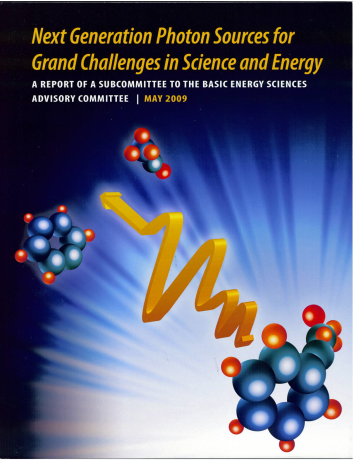 Next Generation Photon Sources for
Grand Challenges in Science and Energy
A REPORT OF A SUBCOMMITTEE TO THE BASIC ENERGY SCIENCES
ADVISORY COMMITTEE | MAY 2009